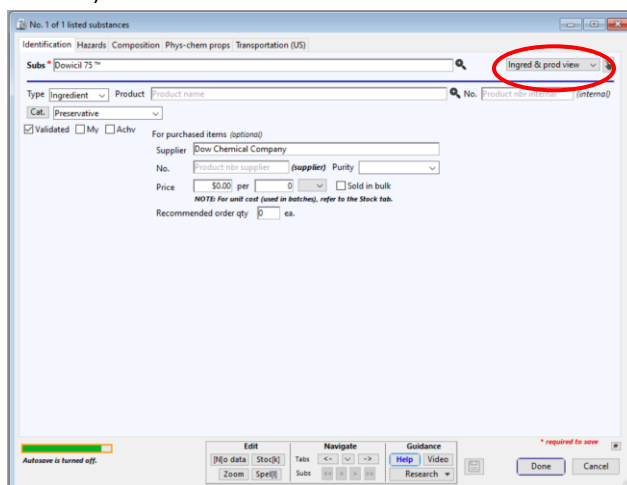 No. 1 of 1 listed substances
Identification Hazards Composition Phys-chem props Transportation (US)
Subs * Dowicil 75 ™ Ingred & prod view
Type Ingredient Product Product name No. Product nbr internal (internal)
Cat. Preservative
Validated My Achv For purchased items (optional)
Supplier Dow Chemical Company
No. Product nbr supplier (supplier) Purity
Price $0.00 per 0 Sold in bulk
NOTE: For unit cost (used in batches), refer to the Stock tab.
Recommended order qty 0 ea.
Edit Navigate Guidance * required to save
Autosave is turned off. [N]o data Stoc[k] Tabs <- -> Help Video
Zoom Spel[l] Subs << < > >> Research Done Cancel